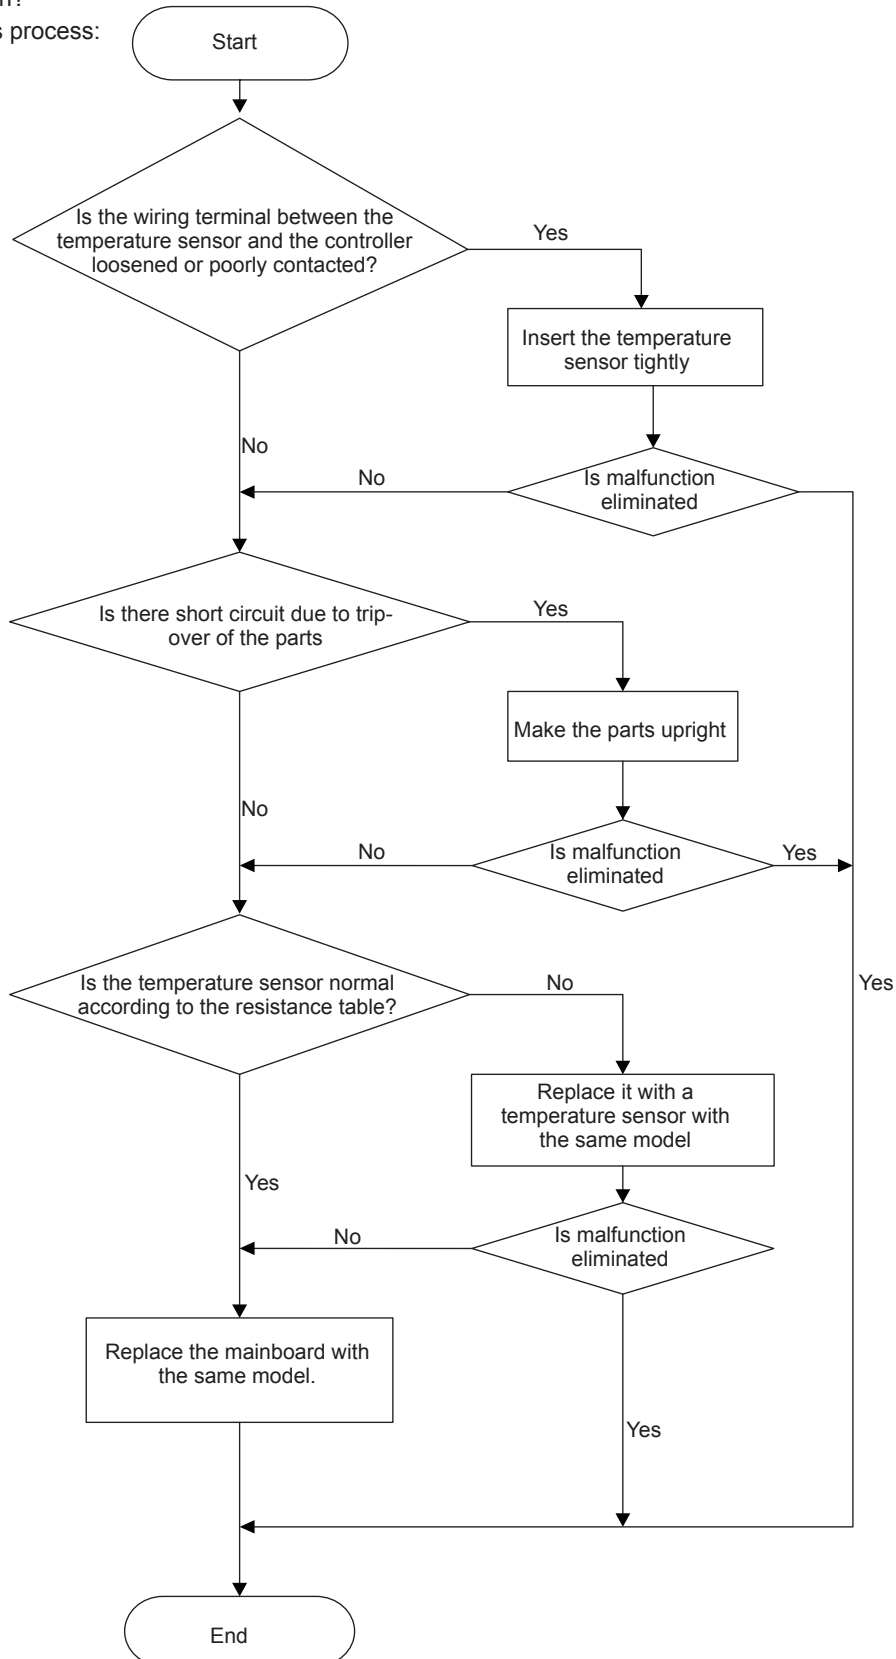 s process:
Start
Is the wiring terminal between the
temperature sensor and the controller
loosened or poorly contacted?
Yes
Insert the temperature
sensor tightly
No
No
Is malfunction
eliminated
Is there short circuit due to trip-
over of the parts
Yes
Make the parts upright
No
No
Is malfunction
eliminated
Yes
Is the temperature sensor normal
according to the resistance table?
No
Yes
Replace it with a
temperature sensor with
the same model
Yes
No
Is malfunction
eliminated
Replace the mainboard with
the same model.
Yes
End